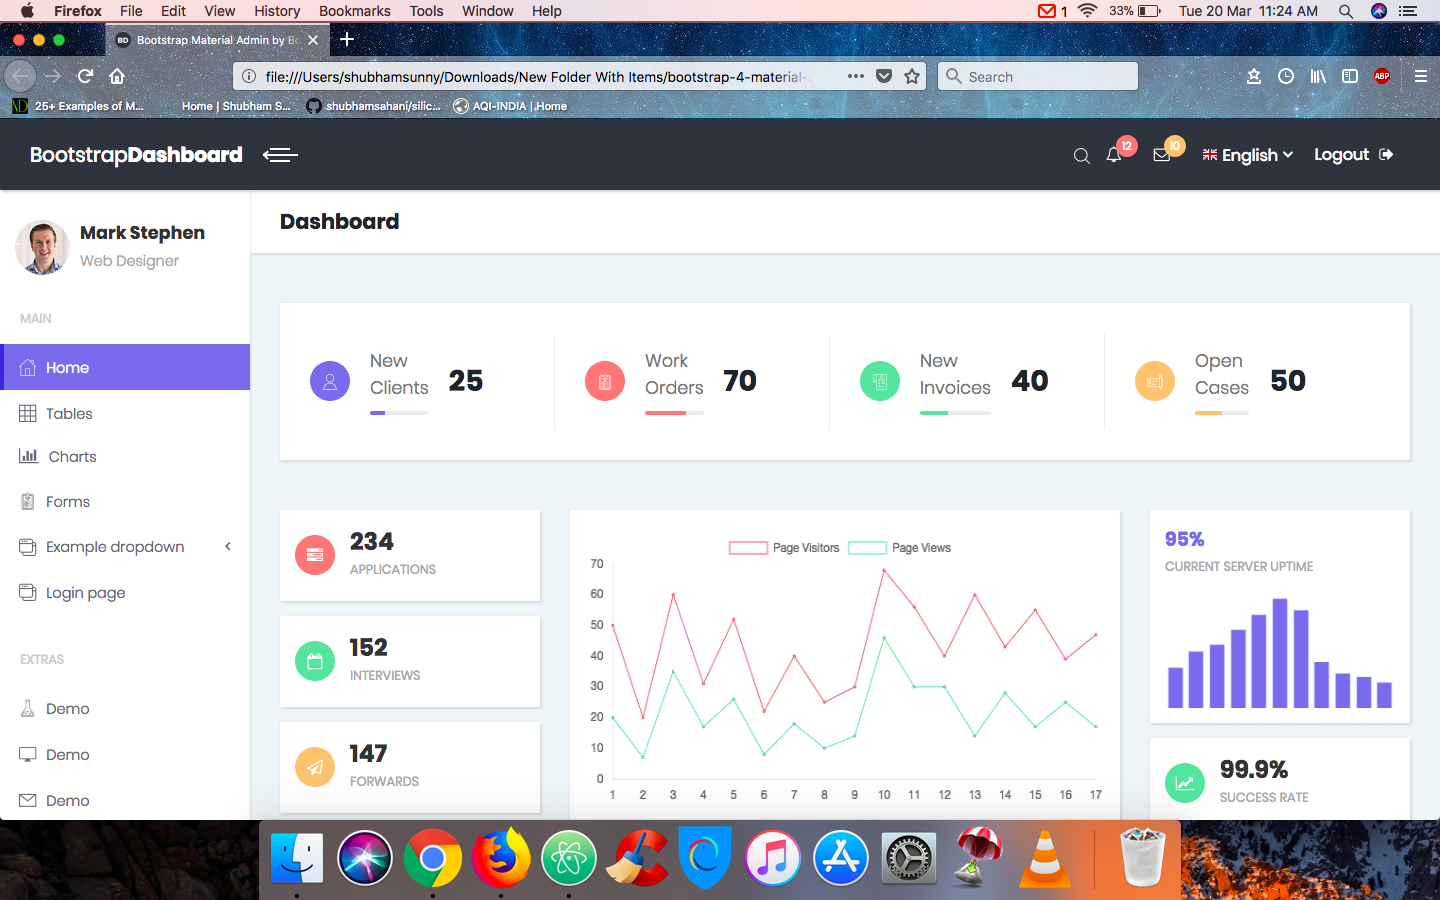 Firefox File Edit View History Bookmarks Tools Window Help 1 33% Tue 20 Mar 11:24 AM
BD Bootstrap Material Admin by Bo
file:///Users/shubhamsunny/Downloads/New Folder With Items/bootstrap-4-material- Search ABP
25+ Examples of M... Home | Shubham S... shubhamsahani/silic... AQI-INDIA | Home
BootstrapDashboard 12 10 English Logout
Mark Stephen
Web Designer
MAIN
Home
Tables
Charts
Forms
Example dropdown
Login page
EXTRAS
Demo
Demo
Demo
Dashboard
New
Clients 25
Work
Orders 70
New
Invoices 40
Open
Cases 50
234
APPLICATIONS
152
INTERVIEWS
147
FORWARDS
Page Visitors Page Views
70
60
50
40
30
20
10
0
1 2 3 4 5 6 7 8 9 10 11 12 13 14 15 16 17
95%
CURRENT SERVER UPTIME
99.9%
SUCCESS RATE